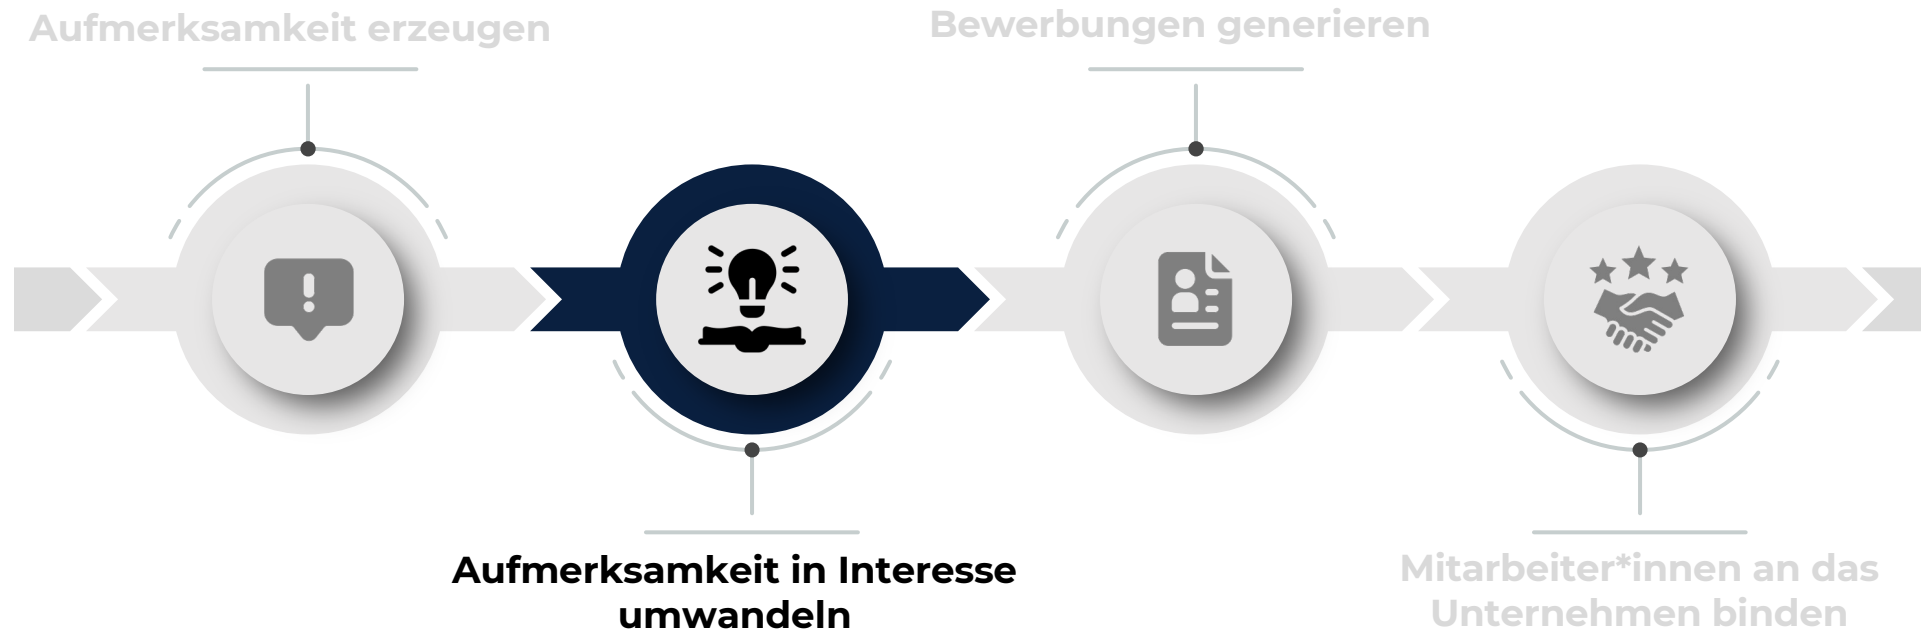 Aufmerksamkeit erzeugen
Bewerbungen generieren
Aufmerksamkeit in Interesse
umwandeln
Mitarbeiter*innen an das
Unternehmen binden